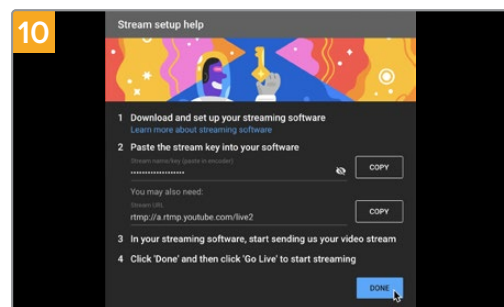 10
Stream setup help
1 Download and set up your streaming software
Learn more about streaming software
2 Paste the stream key into your software
Stream name/key (paste in encoder)
••••••••••••••••••• COPY
You may also need:
Stream URL
rtmp://a.rtmp.youtube.com/live2 COPY
3 In your streaming software, start sending us your video stream
4 Click 'Done' and then click 'Go Live' to start streaming
DONE